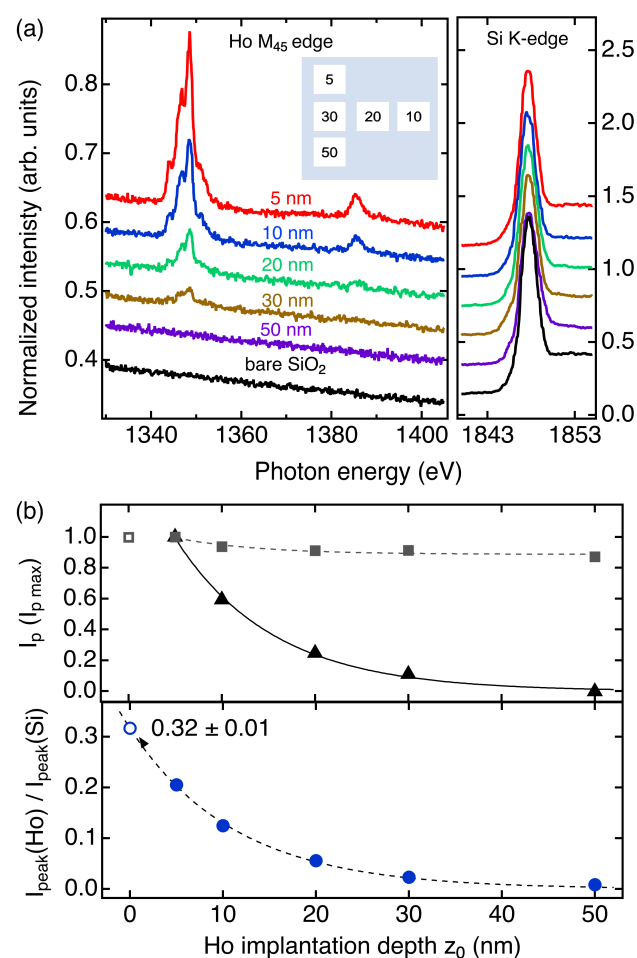 (a)
Ho M45 edge
Si K-edge
Normalized intenisty (arb. units)
0.8
0.7
0.6
0.5
0.4
5
30 20 10
50
5 nm
10 nm
20 nm
30 nm
50 nm
bare SiO2
2.5
2.0
1.5
1.0
0.5
0.0
1340 1360 1380 1400
1843 1853
Photon energy (eV)
(b)
Ip (Ip max)
1.0
0.8
0.6
0.4
0.2
0.0
Ipeak(Ho) / Ipeak(Si)
0.32 ± 0.01
0.3
0.2
0.1
0.0
0 10 20 30 40 50
Ho implantation depth z0 (nm)